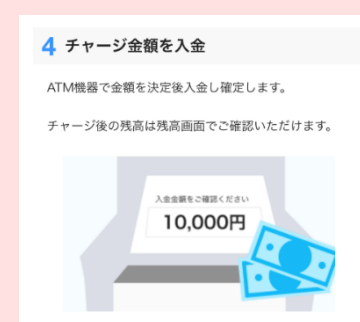 4 チャージ金額を入金
ATM機器で金額を決定後入金し確定します。
チャージ後の残高は残高画面でご確認いただけます。
入金金額をご確認ください
10,000円